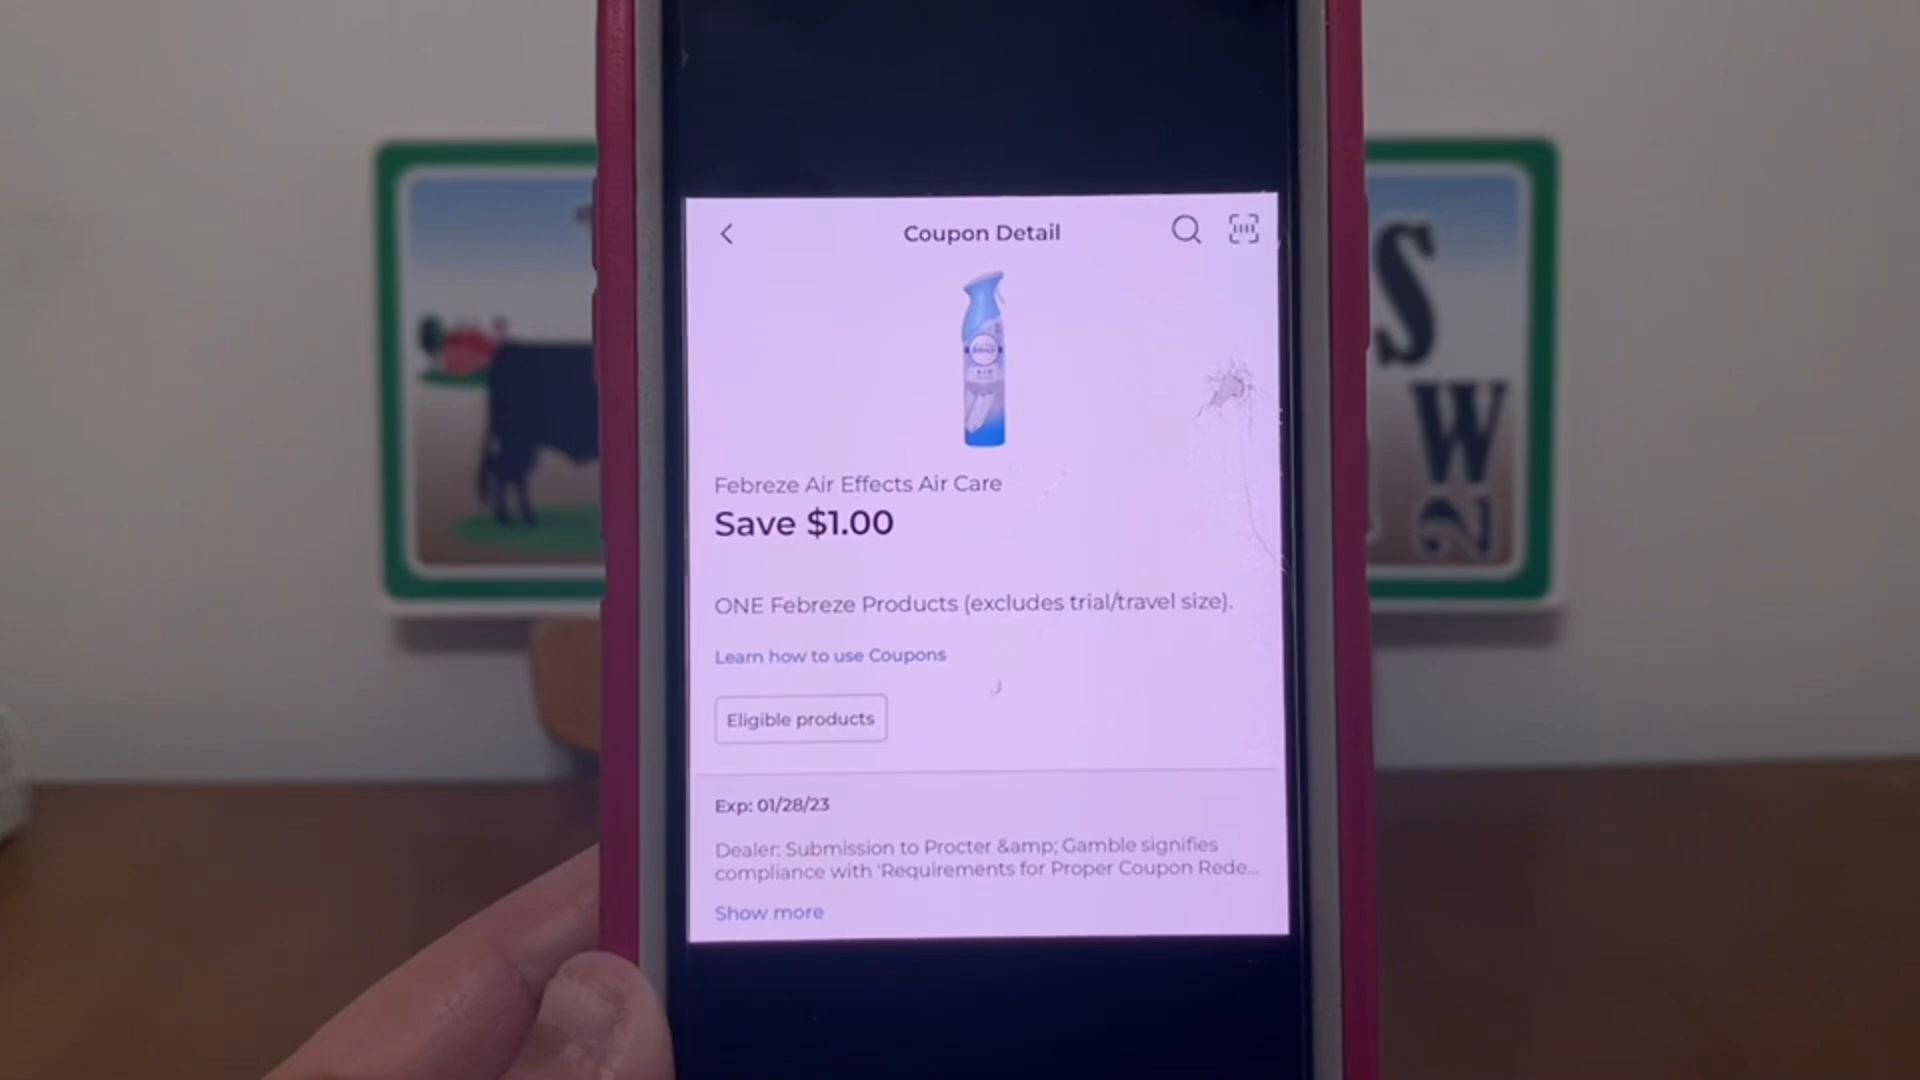 Coupon Detail
Febreze Air Effects Air Care
Save $1.00
ONE Febreze Products (excludes trial/travel size).
Learn how to use Coupons
Eligible products
Exp: 01/28/23
Dealer: Submission to Procter &amp; Gamble signifies
compliance with 'Requirements for Proper Coupon Rede...
Show more
S
W
2